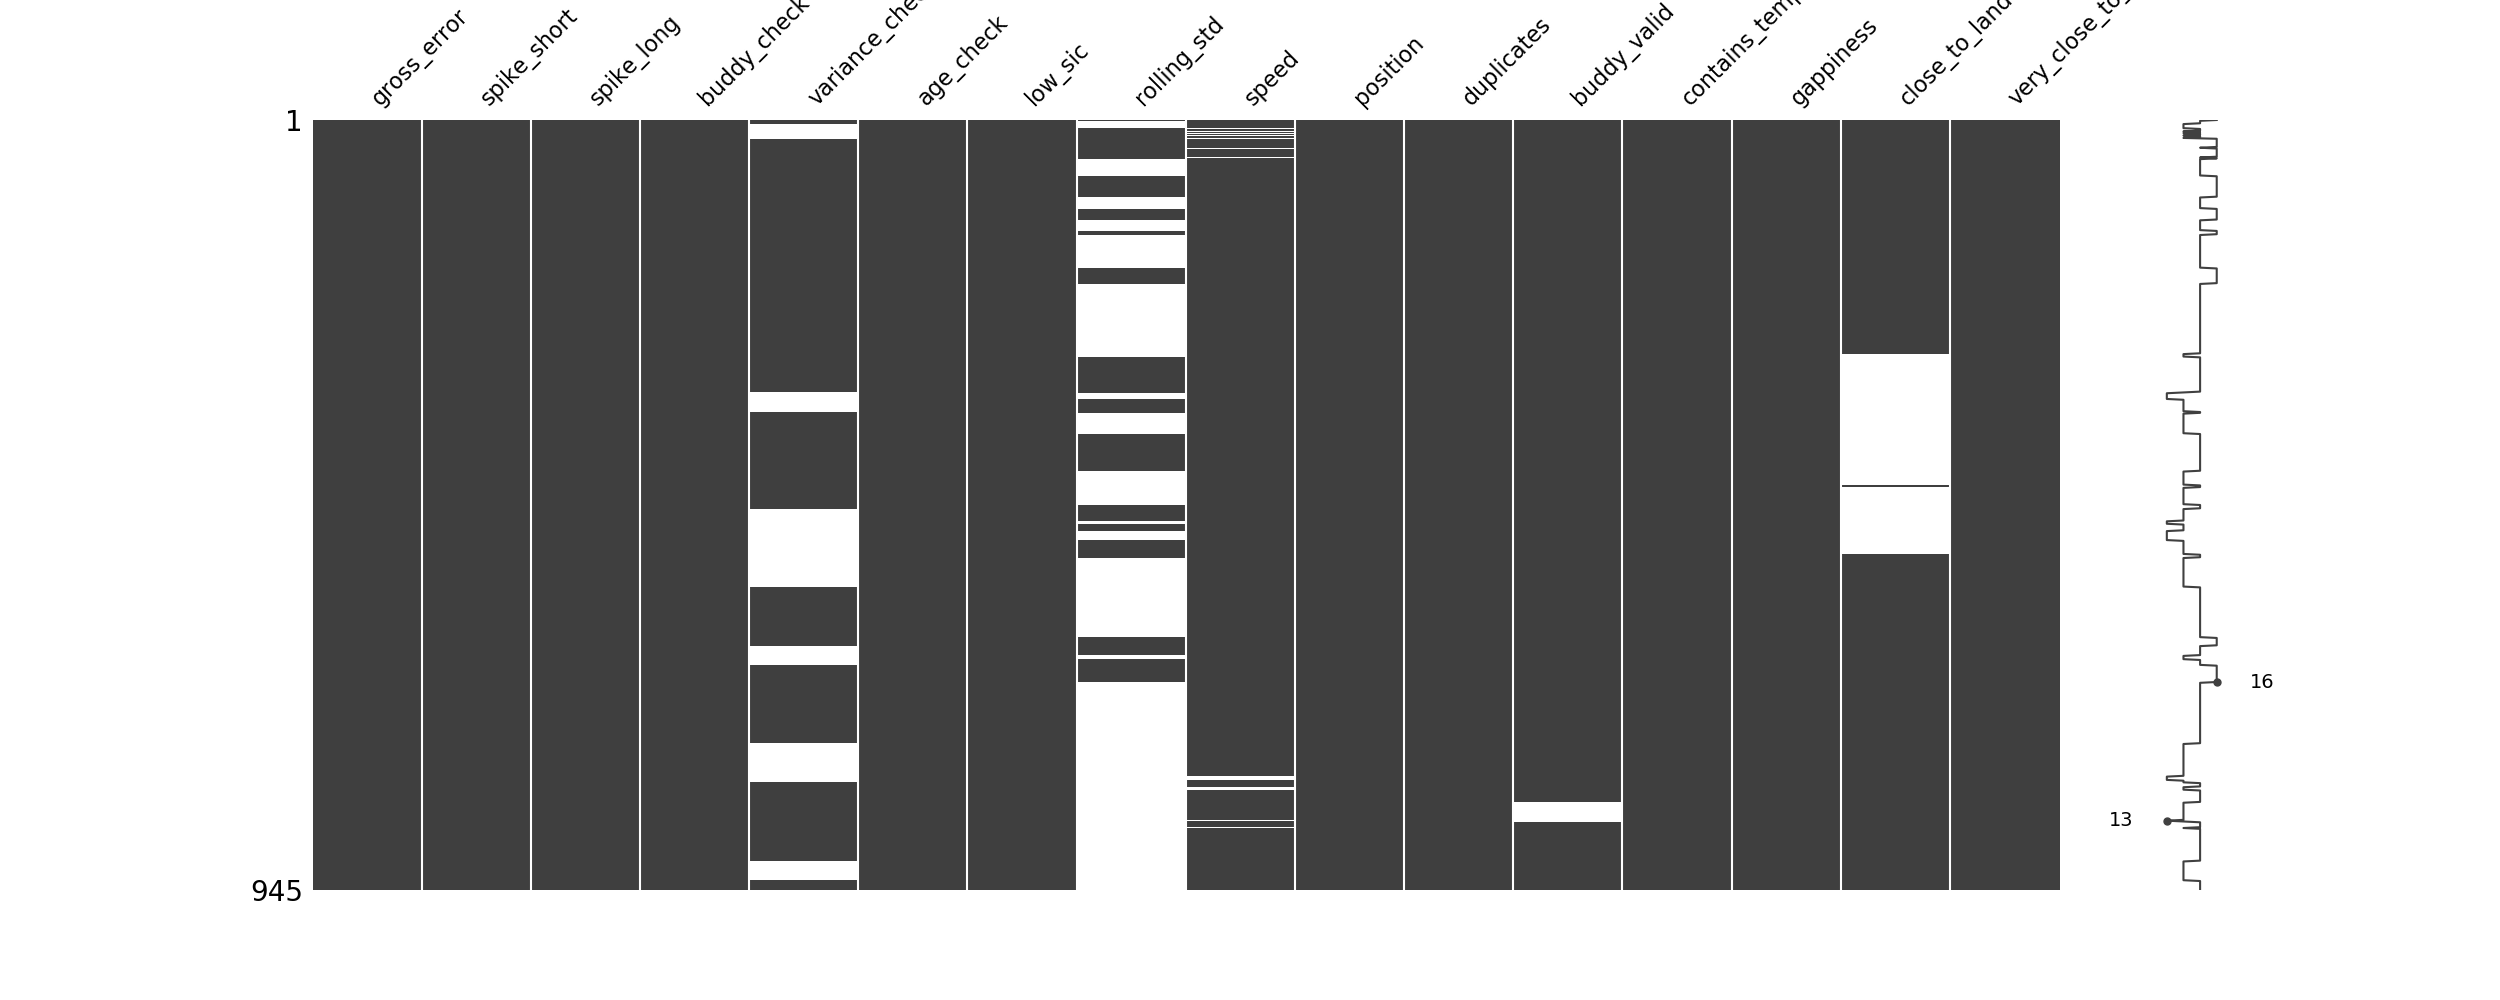 gross_error
spike_short
spike_long
buddy_check
variance_che
age_check
low_sic
rolling_std
speed
position
duplicates
buddy_valid
contains_temp
gappiness
close_to_land
very_close_to_
1
16
13
945